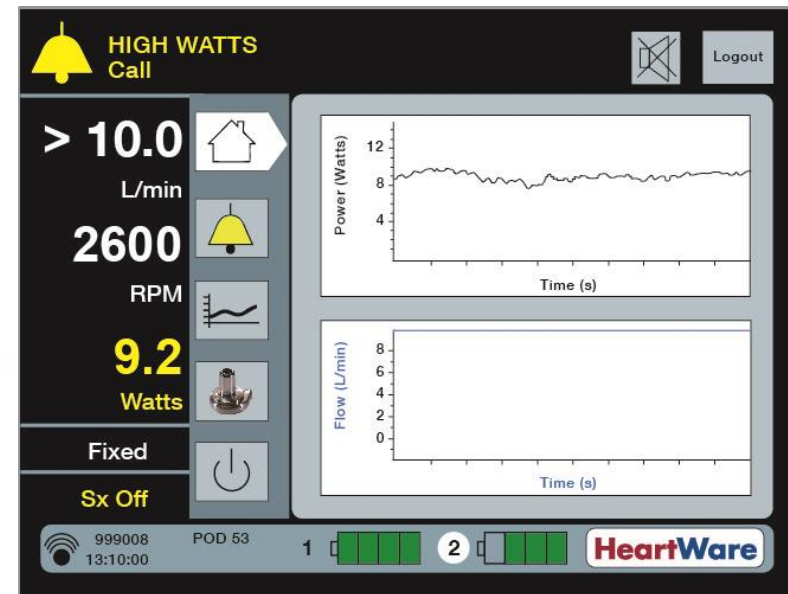 HIGH WATTS
Call
Logout
> 10.0
L/min
2600
RPM
9.2
Watts
Fixed
Sx Off
Power (Watts)
12
8
4
Time (s)
Flow (L/min)
8
6
4
2
0
Time (s)
999008
13:10:00
POD 53
1
2
HeartWare